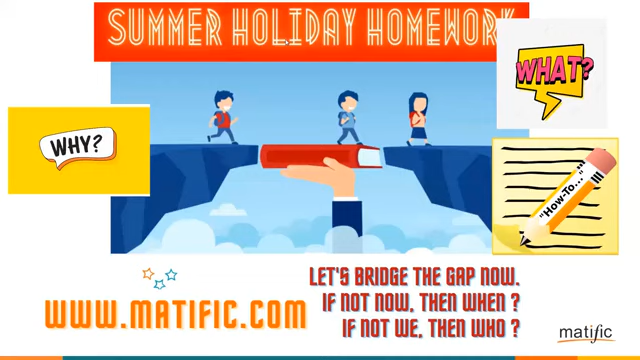 SUMMER HOLIDAY HOMEWORK
WHAT?
WHY?
"How-To..."
LET'S BRIDGE THE GAP NOW.
IF NOT NOW, THEN WHEN ?
IF NOT WE, THEN WHO ?
WWW.MATIFIC.COM
matific